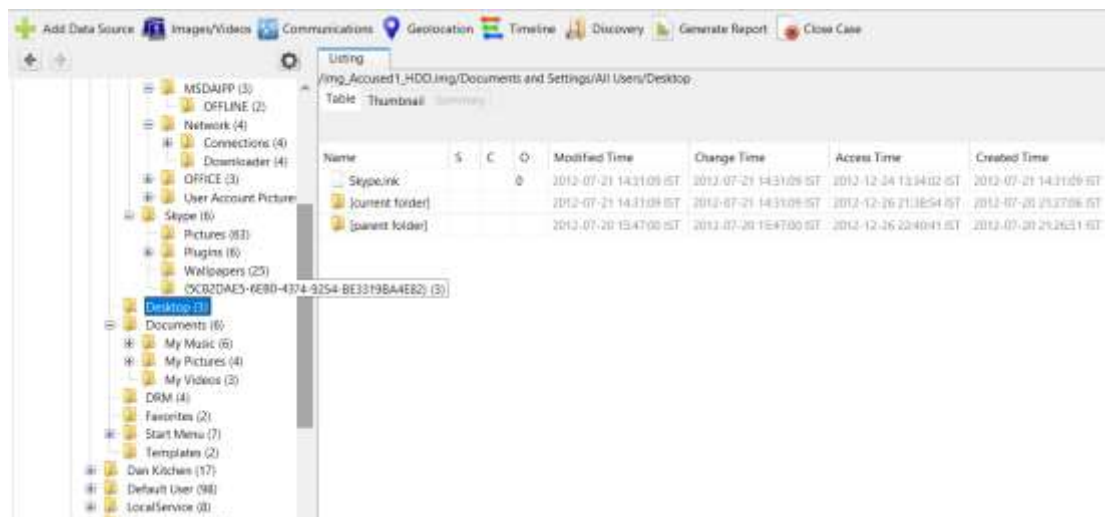 Add Data Source Images/Videos Communications Geolocation Timeline Discovery Generate Report Close Case
Listing
/img_Accused1_HDD.img/Documents and Settings/All Users/Desktop
Table Thumbnail Summary
Name S C O Modified Time Change Time Access Time Created Time
Skype.lnk 0 2012-07-21 14:31:09 IST 2012-07-21 14:31:09 IST 2012-12-24 13:34:02 IST 2012-07-21 14:31:09 IST
[current folder] 2012-07-21 14:31:09 IST 2012-07-21 14:31:09 IST 2012-12-26 21:38:54 IST 2012-07-20 21:27:06 IST
[parent folder] 2012-07-20 15:47:00 IST 2012-07-20 15:47:00 IST 2012-12-26 22:40:41 IST 2012-07-20 21:26:51 IST
MSDAIPP (3)
OFFLINE (2)
Network (4)
Connections (4)
Downloader (4)
OFFICE (3)
User Account Picture
Skype (6)
Pictures (63)
Plugins (6)
Wallpapers (25)
{5C82DAE5-6EB0-4374-9254-BE3319BA4E82} (3)
Desktop (3)
Documents (6)
My Music (6)
My Pictures (4)
My Videos (3)
DRM (4)
Favorites (2)
Start Menu (7)
Templates (2)
Dan Kitchen (17)
Default User (98)
LocalService (8)